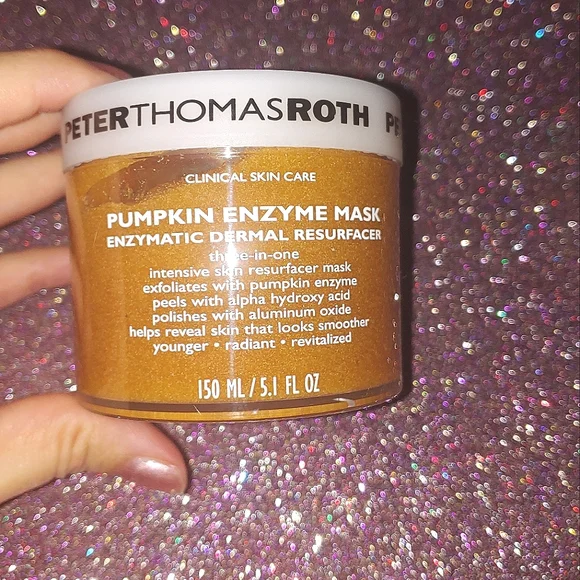 PETERTHOMASROTH PE
CLINICAL SKIN CARE
PUMPKIN ENZYME MASK
ENZYMATIC DERMAL RESURFACER
three-in-one
intensive skin resurfacer mask
exfoliates with pumpkin enzyme
peels with alpha hydroxy acid
polishes with aluminum oxide
helps reveal skin that looks smoother
younger • radiant • revitalized
150 ML / 5.1 FL OZ